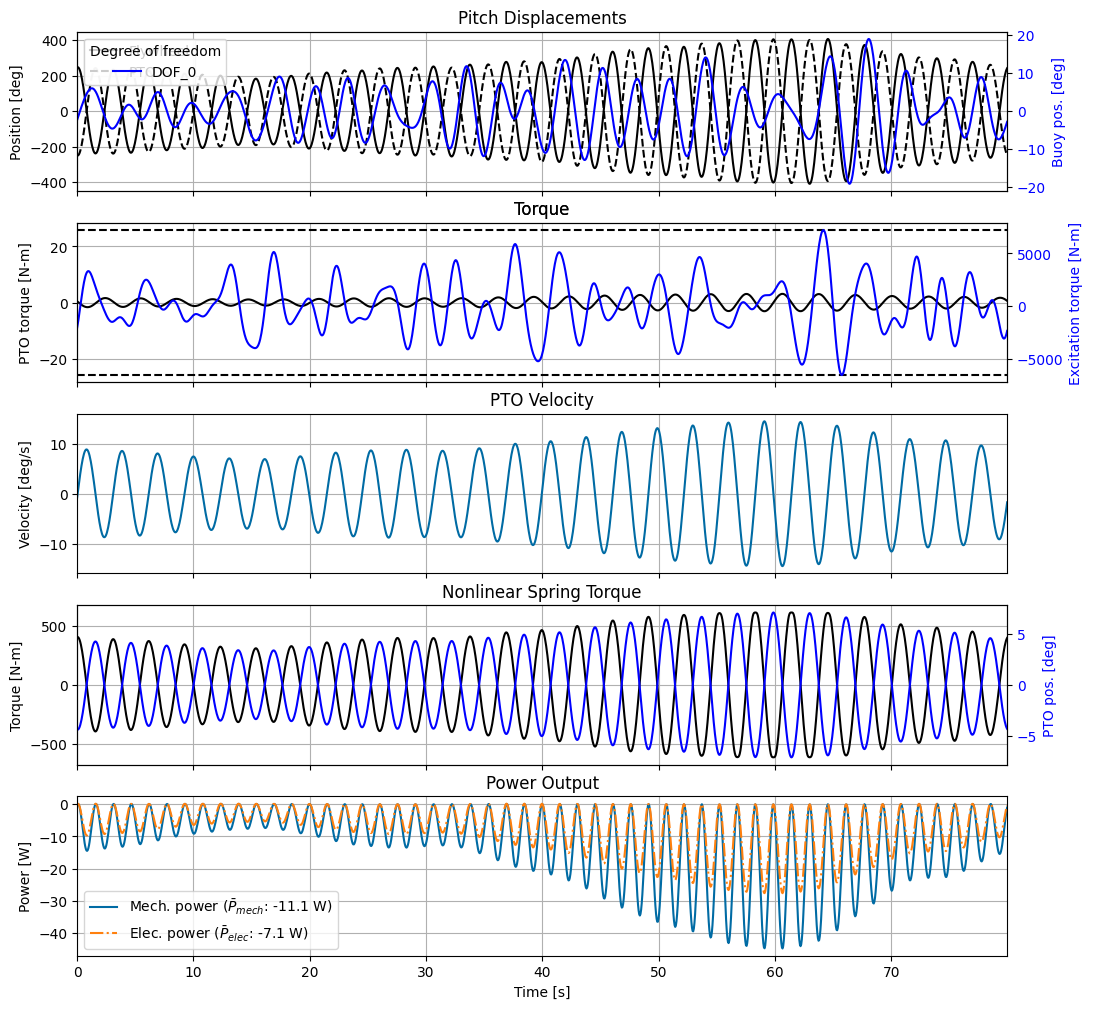 Pitch Displacements
Position [deg]
400
200
0
−200
−400
Degree of freedom
DOF_0
20
10
0
−10
−20
Buoy pos. [deg]
Torque
PTO torque [N-m]
20
0
−20
5000
0
−5000
Excitation torque [N-m]
PTO Velocity
Velocity [deg/s]
10
0
−10
Nonlinear Spring Torque
Torque [N-m]
500
0
−500
5
0
−5
PTO pos. [deg]
Power Output
Power [W]
0
−10
−20
−30
−40
Mech. power (P̄mech: -11.1 W)
Elec. power (P̄elec: -7.1 W)
0 10 20 30 40 50 60 70
Time [s]